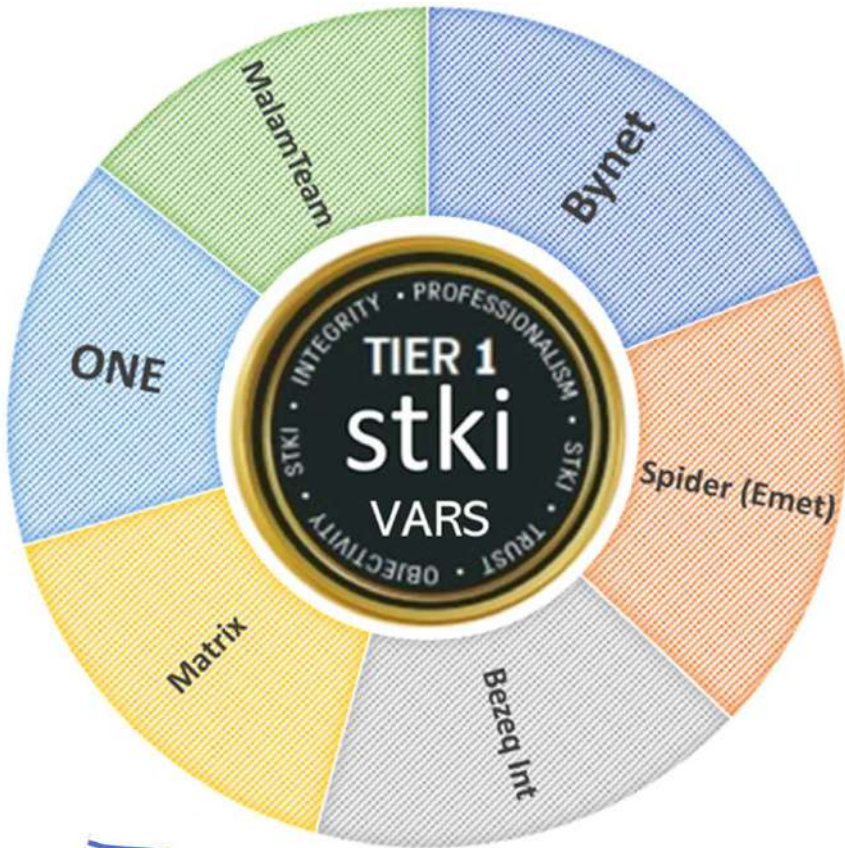 Bynet
Spider (Emet)
Bezeq Int
Matrix
ONE
MalamTeam
STKI • INTEGRITY • PROFESSIONALISM • STKI • TRUST • OBJECTIVITY •
TIER 1
stki
VARS